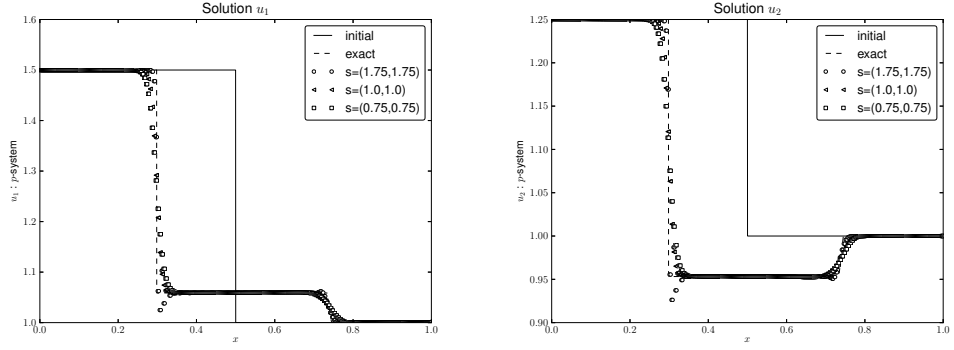 Solution u₁
1.6
1.5
1.4
1.3
1.2
1.1
1.0
u₁ : p-system
0.0 0.2 0.4 0.6 0.8 1.0
x
initial
exact
s=(1.75,1.75)
s=(1.0,1.0)
s=(0.75,0.75)
Solution u₂
1.25
1.20
1.15
1.10
1.05
1.00
0.95
0.90
u₂ : p-system
0.0 0.2 0.4 0.6 0.8 1.0
x
initial
exact
s=(1.75,1.75)
s=(1.0,1.0)
s=(0.75,0.75)